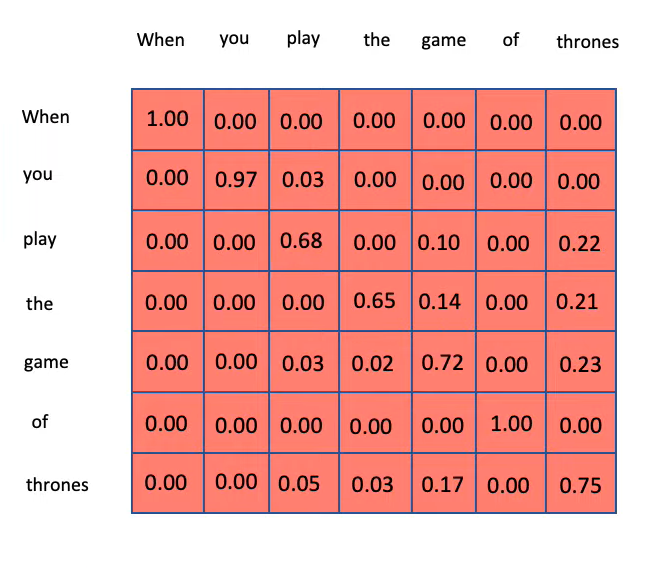 When you play the game of thrones
When 1.00 0.00 0.00 0.00 0.00 0.00 0.00
you 0.00 0.97 0.03 0.00 0.00 0.00 0.00
play 0.00 0.00 0.68 0.00 0.10 0.00 0.22
the 0.00 0.00 0.00 0.65 0.14 0.00 0.21
game 0.00 0.00 0.03 0.02 0.72 0.00 0.23
of 0.00 0.00 0.00 0.00 0.00 1.00 0.00
thrones 0.00 0.00 0.05 0.03 0.17 0.00 0.75